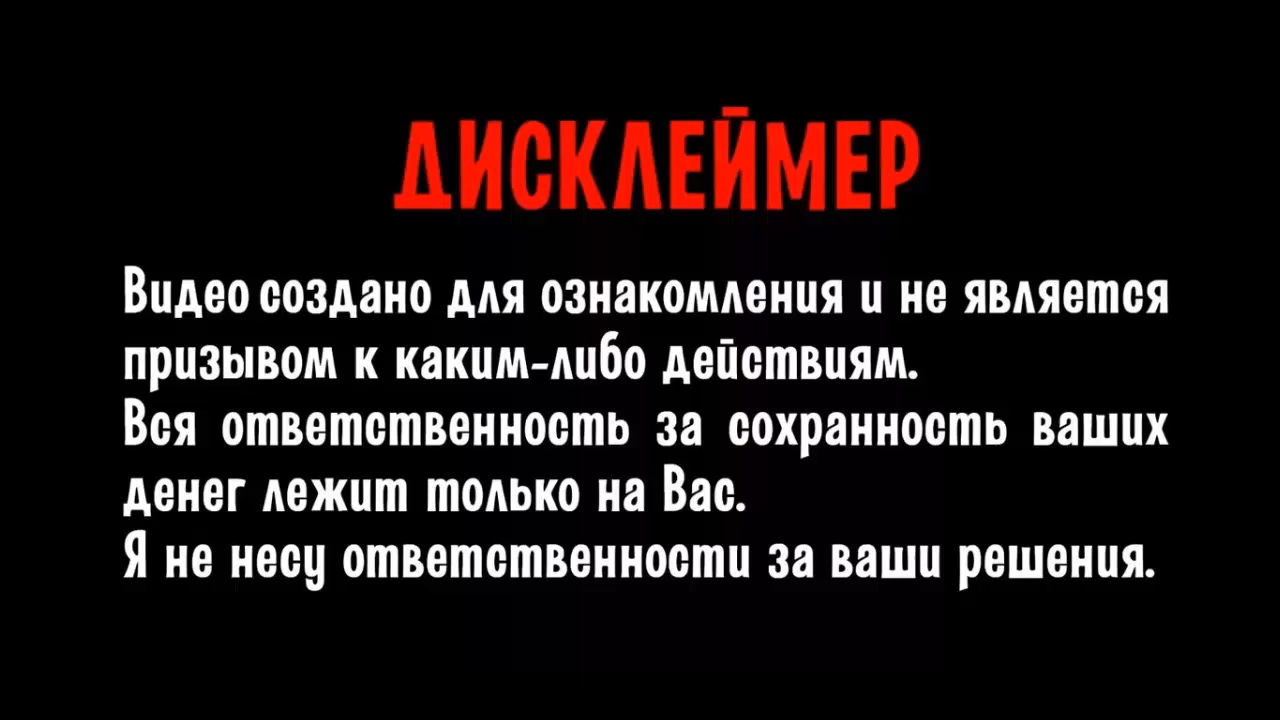 ДИСКЛЕЙМЕР
Видео создано для ознакомления и не является
призывом к каким-либо действиям.
Вся ответственность за сохранность ваших
денег лежит только на Вас.
Я не несу ответственности за ваши решения.